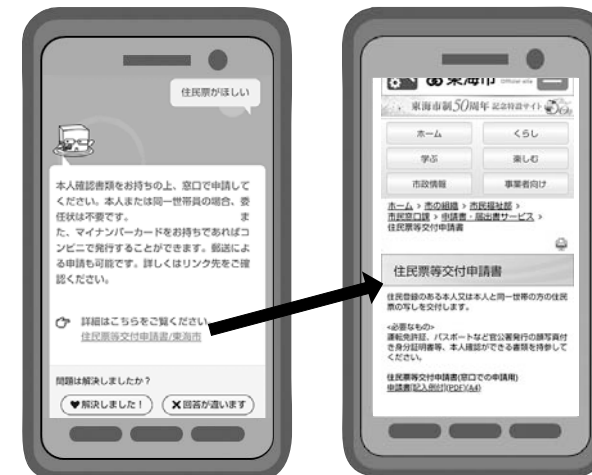 住民票がほしい
本人確認書類をお持ちの上、窓口で申請して
ください。本人または同一世帯員の場合、委
任状は不要です。 ま
た、マイナンバーカードをお持ちであればコ
ンビニで発行することができます。郵送によ
る申請も可能です。詳しくはリンク先をご確
認ください。
詳細はこちらをご覧ください。
住民票等交付申請書/東海市
問題は解決しましたか？
♥解決しました！ ✖回答が違います
東海市
東海市制50周年 記念特設サイト
ホーム くらし
学ぶ 楽しむ
市政情報 事業者向け
ホーム > 市の組織 > 市民福祉部 >
市民窓口課 > 申請書・届出書サービス >
住民票等交付申請書
住民票等交付申請書
住民登録のある本人又は本人と同一世帯の方の住民
票の写しを交付します。
<必要なもの>
運転免許証、パスポートなど官公署発行の顔写真付
き身分証明書等、本人確認ができる書類を持参して
ください。
住民票等交付申請書(窓口での申請用)
申請書[記入例付](PDF)(A4)